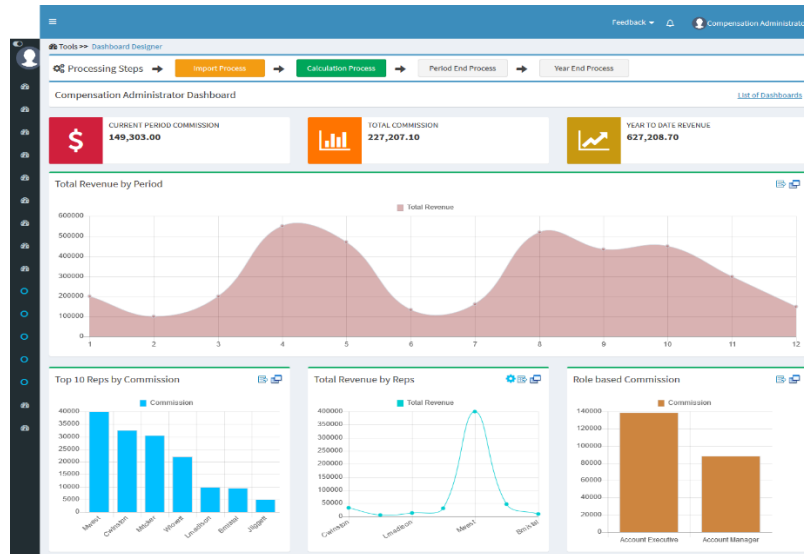 Feedback
Compensation Administrator
Tools >> Dashboard Designer
Processing Steps Import Process Calculation Process Period End Process Year End Process
Compensation Administrator Dashboard List of Dashboards
CURRENT PERIOD COMMISSION
149,303.00
TOTAL COMMISSION
227,207.10
YEAR TO DATE REVENUE
627,208.70
Total Revenue by Period
Total Revenue
600000
500000
400000
300000
200000
100000
0
1 2 3 4 5 6 7 8 9 10 11 12
Top 10 Reps by Commission
Commission
40000
35000
30000
25000
20000
15000
10000
5000
0
Merest Lmadison
Total Revenue by Reps
Total Revenue
400000
350000
300000
250000
200000
150000
100000
50000
0
Lmadison Merest
Role based Commission
Commission
140000
120000
100000
80000
60000
40000
20000
0
Account Executive Account Manager